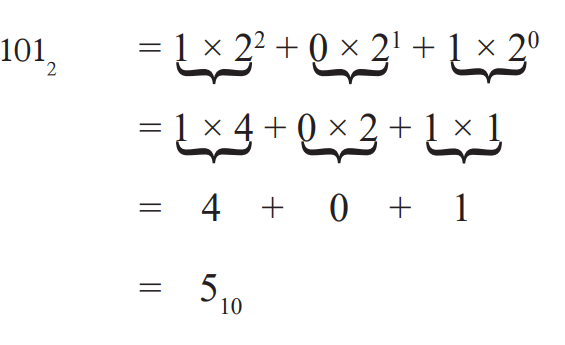 101₂ = 1 × 2² + 0 × 2¹ + 1 × 2⁰
= 1 × 4 + 0 × 2 + 1 × 1
= 4 + 0 + 1
= 5₁₀